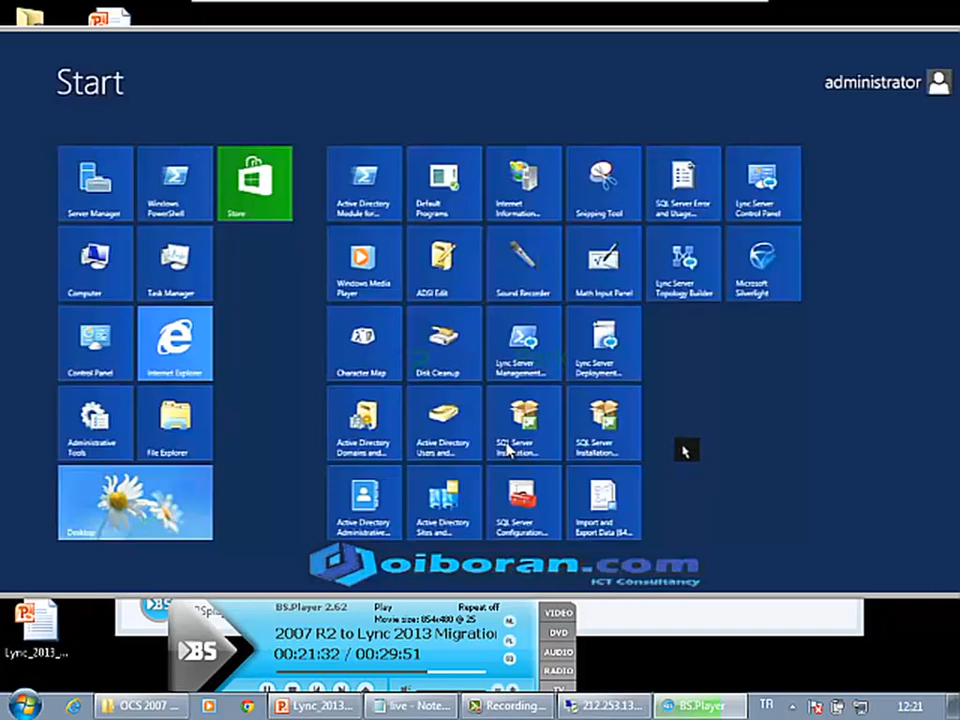 Start
administrator
Server Manager
Windows
PowerShell
Store
Active Directory
Module for...
Default
Programs
Internet
Information...
Snipping Tool
SQL Server Error
and Usage...
Lync Server
Control Panel
Computer
Task Manager
Windows Media
Player
ADSI Edit
Sound Recorder
Math Input Panel
Lync Server
Topology Builder
Microsoft
Silverlight
Control Panel
Internet Explorer
Character Map
Disk Cleanup
Lync Server
Management...
Lync Server
Deployment...
Administrative
Tools
File Explorer
Active Directory
Domains and...
Active Directory
Users and...
SQL Server
Installation...
SQL Server
Installation...
Desktop
Active Directory
Administrative...
Active Directory
Sites and...
SQL Server
Configuration...
Import and
Export Data (64...
oiboran.com
ICT Consultancy
Lync_2013_...
BS
BS.Player 2.62
Play
Repeat off
Movie size: 854x480 @ 25
2007 R2 to Lync 2013 Migration
00:21:32 / 00:29:51
VIDEO
DVD
AUDIO
RADIO
TV
OCS 2007 ...
Lync_2013...
live - Note...
Recording...
212.253.13...
BS.Player
TR
12:21